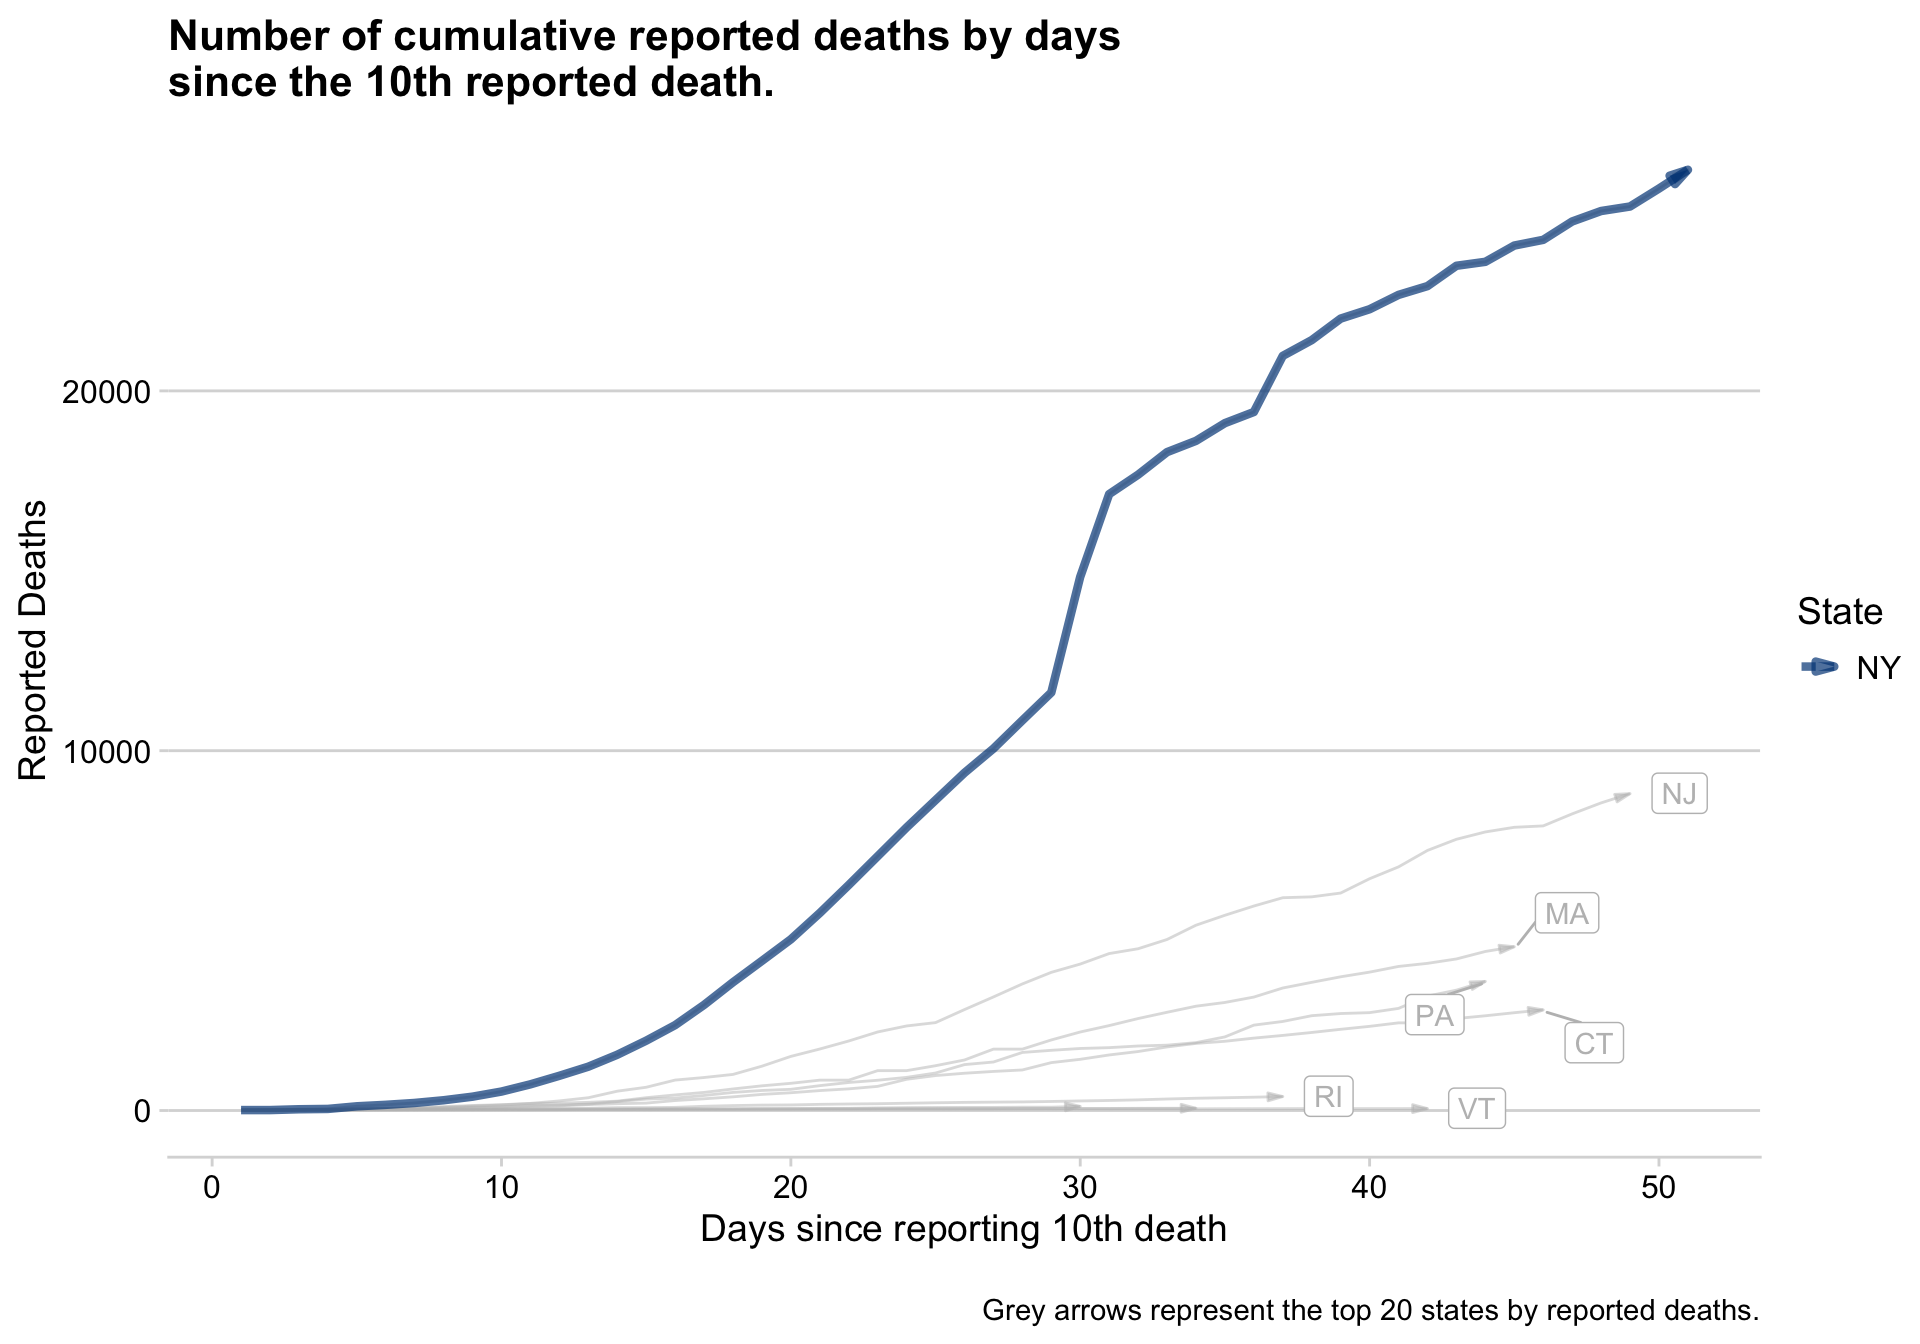 Number of cumulative reported deaths by days
since the 10th reported death.
Reported Deaths
20000
10000
0
NJ
MA
PA
CT
RI
VT
State
NY
0 10 20 30 40 50
Days since reporting 10th death
Grey arrows represent the top 20 states by reported deaths.